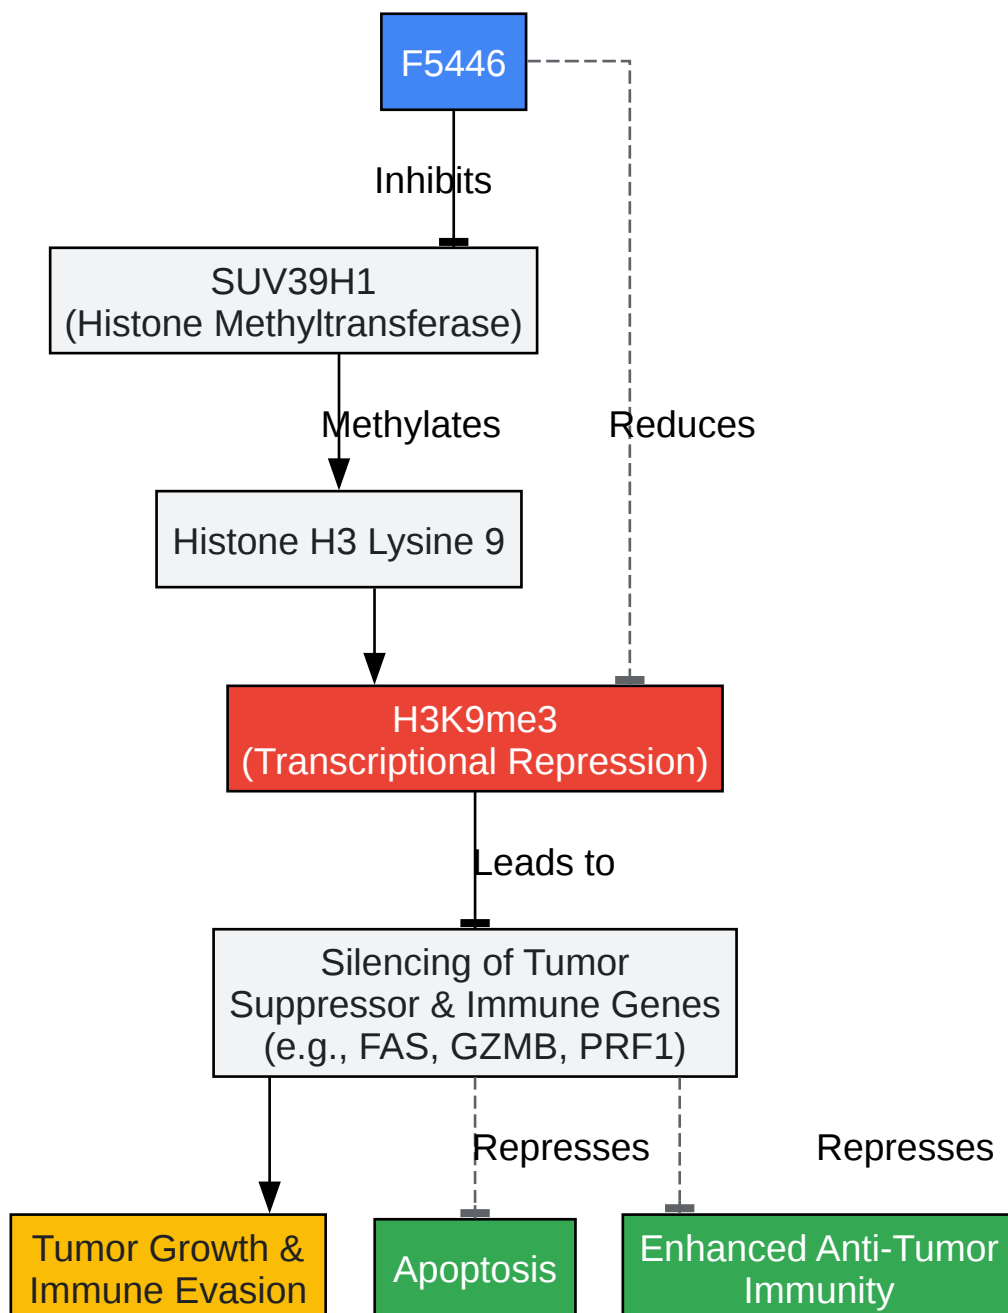 F5446
Inhibits
SUV39H1
(Histone Methyltransferase)
Methylates
Reduces
Histone H3 Lysine 9
H3K9me3
(Transcriptional Repression)
Leads to
Silencing of Tumor
Suppressor & Immune Genes
(e.g., FAS, GZMB, PRF1)
Represses
Represses
Tumor Growth &
Immune Evasion
Apoptosis
Enhanced Anti-Tumor
Immunity